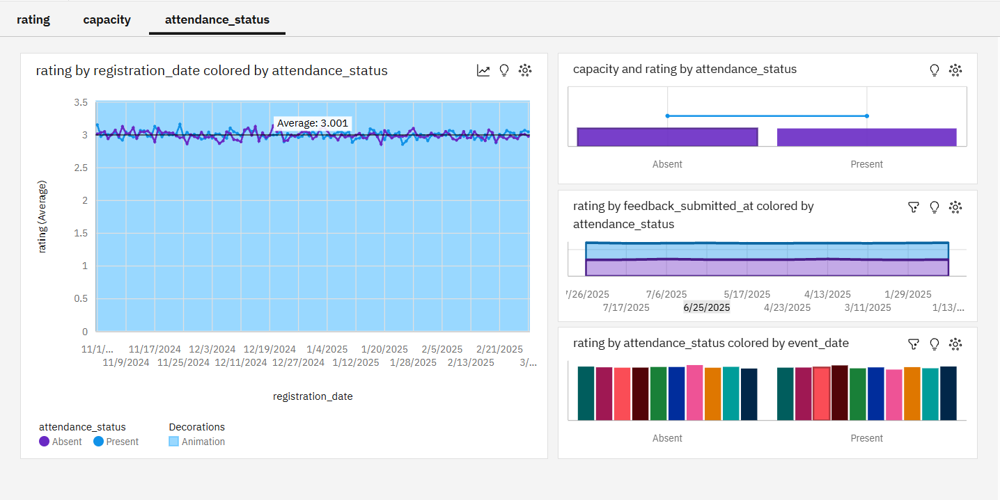 rating capacity attendance_status
rating by registration_date colored by attendance_status
3.5
3
2.5
2
1.5
1
0.5
0
rating (Average)
Average: 3.001
11/1/... 11/17/2024 12/3/2024 12/19/2024 1/4/2025 1/20/2025 2/5/2025 2/21/2025
11/9/2024 11/25/2024 12/11/2024 12/27/2024 1/12/2025 1/28/2025 2/13/2025 3/...
registration_date
attendance_status Decorations
Absent Present Animation
capacity and rating by attendance_status
Absent Present
rating by feedback_submitted_at colored by
attendance_status
7/26/2025 7/6/2025 5/17/2025 4/13/2025 1/29/2025
7/17/2025 6/25/2025 4/23/2025 3/11/2025 1/13/...
rating by attendance_status colored by event_date
Absent Present